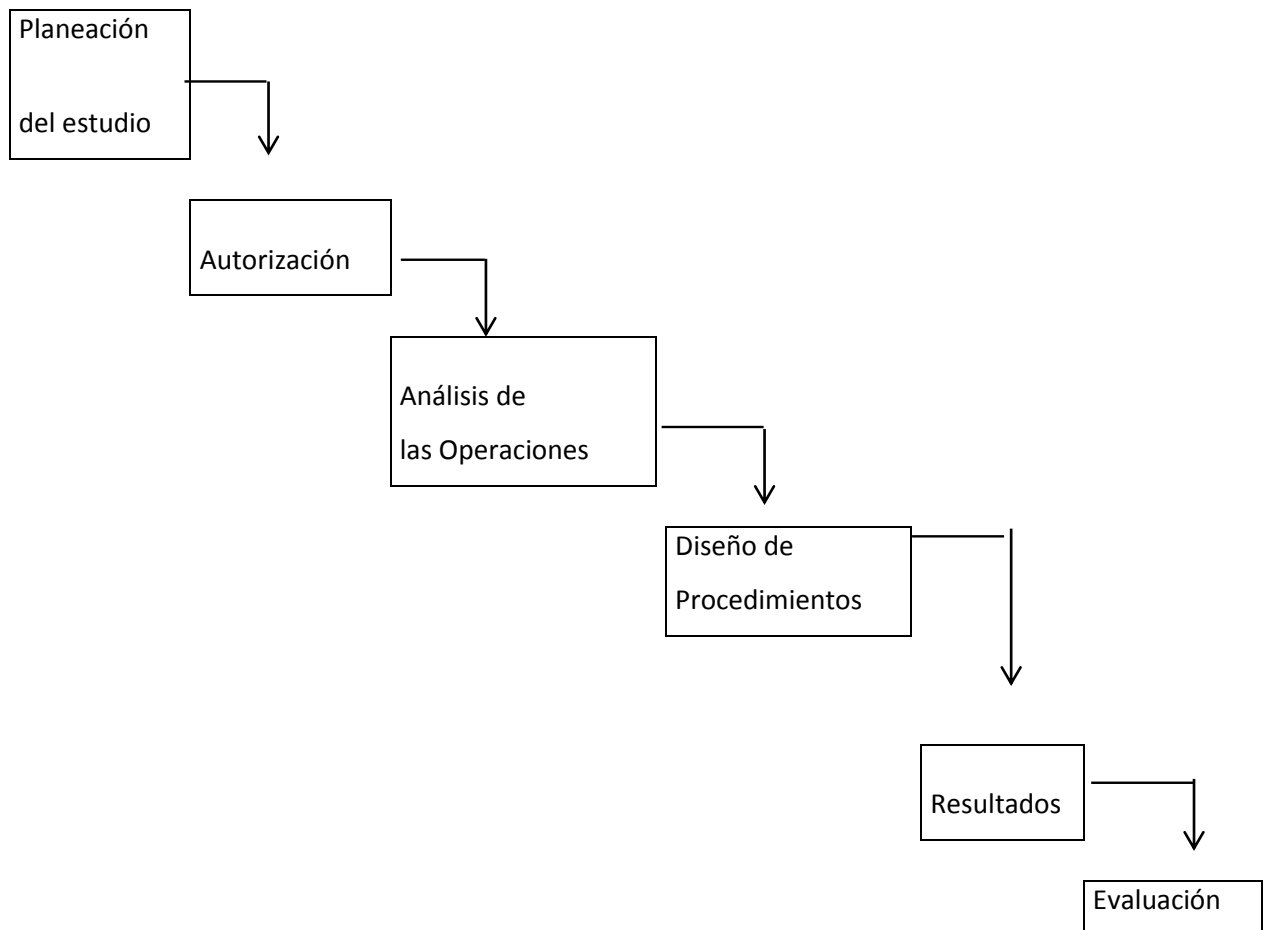 Planeación
del estudio
Autorización
Análisis de
las Operaciones
Diseño de
Procedimientos
Resultados
Evaluación